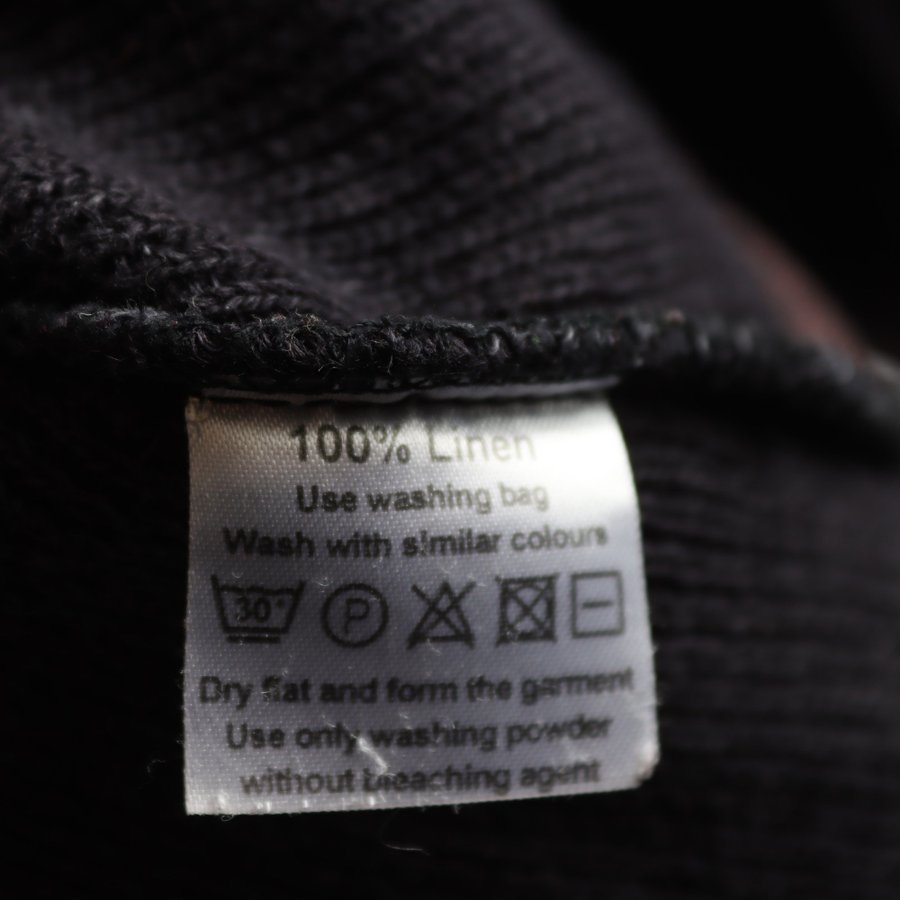 100% Linen
Use washing bag
Wash with similar colours
30° P
Dry flat and form the garment
Use only washing powder
without bleaching agent